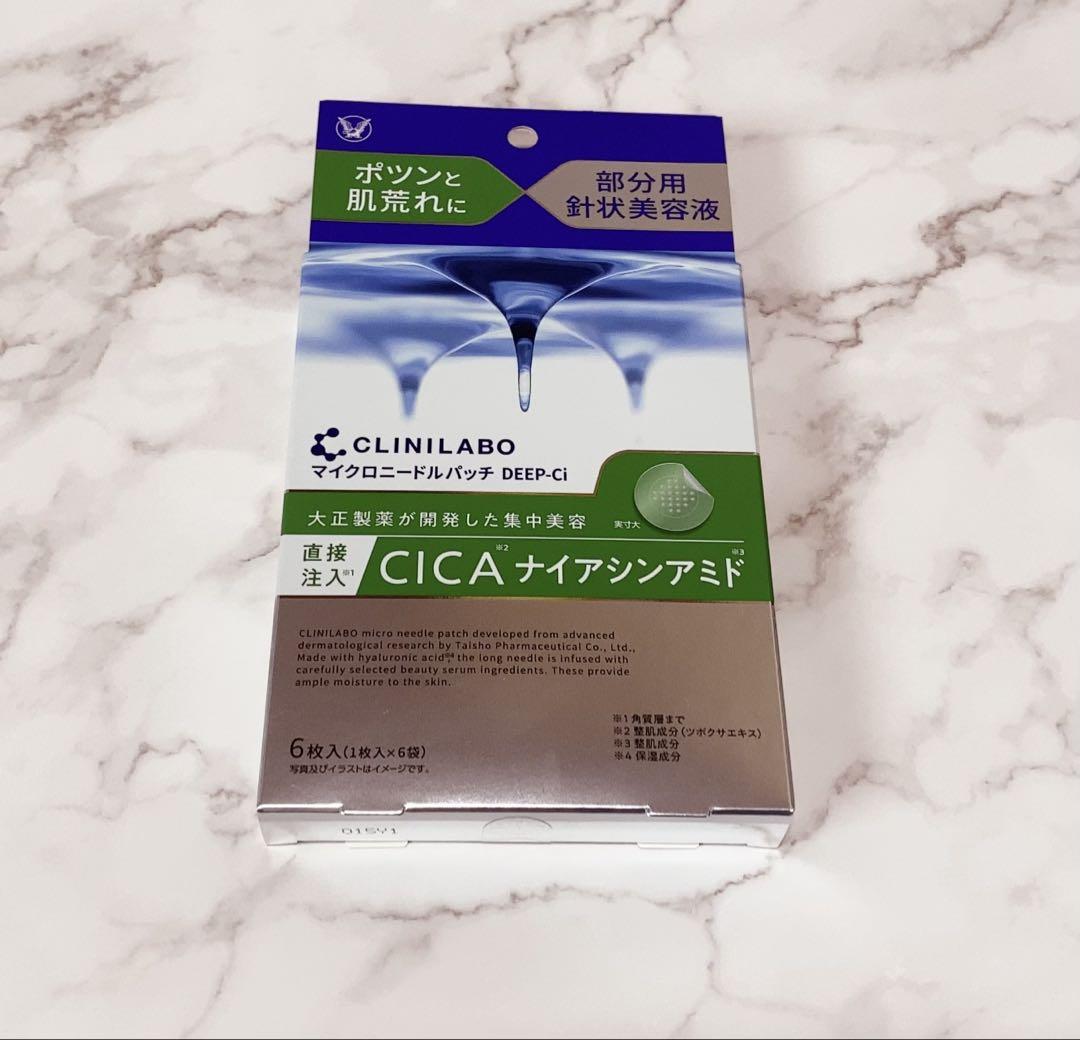 ポツンと
肌荒れに
部分用
針状美容液
CLINILABO
マイクロニードルパッチ DEEP-Ci
大正製薬が開発した集中美容
実寸大
直接
注入※1
CICA※2 ナイアシンアミド※3
CLINILABO micro needle patch developed from advanced
dermatological research by Taisho Pharmaceutical Co., Ltd.,
Made with hyaluronic acid※4, the long needle is infused with
carefully selected beauty serum ingredients. These provide
ample moisture to the skin.
6枚入(1枚入×6袋)
写真及びイラストはイメージです。
※1 角質層まで
※2 整肌成分(ツボクサエキス)
※3 整肌成分
※4 保湿成分
D15Y1